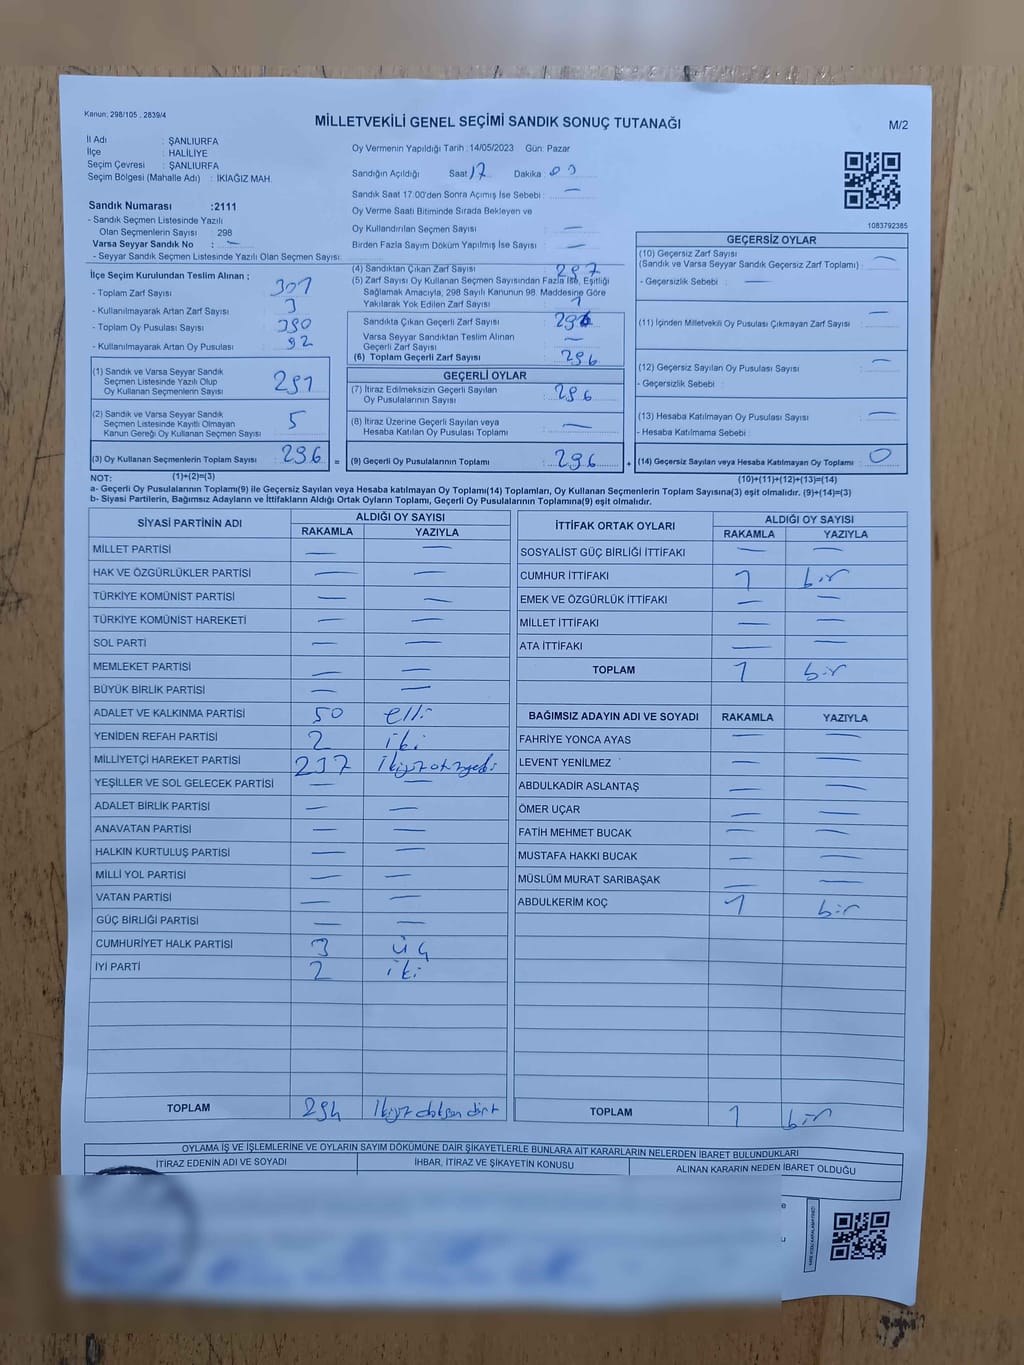 Kanun: 298/105 , 2839/4
MİLLETVEKİLİ GENEL SEÇİMİ SANDIK SONUÇ TUTANAĞI
M/2
İl Adı : ŞANLIURFA
İlçe : HALİLİYE
Seçim Çevresi : ŞANLIURFA
Seçim Bölgesi (Mahalle Adı) : İKİAĞIZ MAH.
Oy Vermenin Yapıldığı Tarih :14/05/2023 Gün: Pazar
Sandığın Açıldığı Saat 17 Dakika : 03
Sandık Saat 17:00'den Sonra Açımış İse Sebebi : —
Oy Verme Saati Bitiminde Sırada Bekleyen ve
Oy Kullandırılan Seçmen Sayısı : —
Birden Fazla Sayım Döküm Yapılmış İse Sayısı : —
Sandık Numarası :2111
- Sandık Seçmen Listesinde Yazılı
Olan Seçmenlerin Sayısı : 298
Varsa Seyyar Sandık No : —
- Seyyar Sandık Seçmen Listesinde Yazılı Olan Seçmen Sayısı:
1083792385
İlçe Seçim Kurulundan Teslim Alınan ;
- Toplam Zarf Sayısı : 301
- Kullanılmayarak Artan Zarf Sayısı : 3
- Toplam Oy Pusulası Sayısı : 390
- Kullanılmayarak Artan Oy Pusulası : 92
(1) Sandık ve Varsa Seyyar Sandık
Seçmen Listesinde Yazılı Olup
Oy Kullanan Seçmenlerin Sayısı 291
(2) Sandık ve Varsa Seyyar Sandık
Seçmen Listesinde Kayıtlı Olmayan
Kanun Gereği Oy Kullanan Seçmen Sayısı 5
(3) Oy Kullanan Seçmenlerin Toplam Sayısı 296 =
(4) Sandıktan Çıkan Zarf Sayısı : 297
(5) Zarf Sayısı Oy Kullanan Seçmen Sayısından Fazla İse, Eşitliği
Sağlamak Amacıyla, 298 Sayılı Kanunun 98. Maddesine Göre
Yakılarak Yok Edilen Zarf Sayısı : 1
Sandıkta Çıkan Geçerli Zarf Sayısı : 296
Varsa Seyyar Sandıktan Teslim Alınan
Geçerli Zarf Sayısı : —
(6) Toplam Geçerli Zarf Sayısı : 296
GEÇERLİ OYLAR
(7) İtiraz Edilmeksizin Geçerli Sayılan
Oy Pusulalarının Sayısı : 296
(8) İtiraz Üzerine Geçerli Sayılan veya
Hesaba Katılan Oy Pusulası Toplamı : —
(9) Geçerli Oy Pusulalarının Toplamı : 296 +
GEÇERSİZ OYLAR
(10) Geçersiz Zarf Sayısı
(Sandık ve Varsa Seyyar Sandık Geçersiz Zarf Toplamı) : —
- Geçersizlik Sebebi : —
(11) İçinden Milletvekili Oy Pusulası Çıkmayan Zarf Sayısı : —
(12) Geçersiz Sayılan Oy Pusulası Sayısı : —
- Geçersizlik Sebebi :
(13) Hesaba Katılmayan Oy Pusulası Sayısı : —
- Hesaba Katılmama Sebebi :
(14) Geçersiz Sayılan veya Hesaba Katılmayan Oy Toplamı : 0
NOT: (1)+(2)=(3)
(10)+(11)+(12)+(13)=(14)
a- Geçerli Oy Pusulalarının Toplamı(9) ile Geçersiz Sayılan veya Hesaba katılmayan Oy Toplamı(14) Toplamları, Oy Kullanan Seçmenlerin Toplam Sayısına(3) eşit olmalıdır. (9)+(14)=(3)
b- Siyasi Partilerin, Bağımsız Adayların ve İttifakların Aldığı Ortak Oyların Toplamı, Geçerli Oy Pusulalarının Toplamına(9) eşit olmalıdır.
SİYASİ PARTİNİN ADI ALDIĞI OY SAYISI
RAKAMLA YAZIYLA
MİLLET PARTİSİ — —
HAK VE ÖZGÜRLÜKLER PARTİSİ — —
TÜRKİYE KOMÜNİST PARTİSİ — —
TÜRKİYE KOMÜNİST HAREKETİ — —
SOL PARTİ — —
MEMLEKET PARTİSİ — —
BÜYÜK BİRLİK PARTİSİ — —
ADALET VE KALKINMA PARTİSİ 50 elli
YENİDEN REFAH PARTİSİ 2 iki
MİLLİYETÇİ HAREKET PARTİSİ 237 ikiyüz otuzyedi
YEŞİLLER VE SOL GELECEK PARTİSİ — —
ADALET BİRLİK PARTİSİ — —
ANAVATAN PARTİSİ — —
HALKIN KURTULUŞ PARTİSİ — —
MİLLİ YOL PARTİSİ — —
VATAN PARTİSİ — —
GÜÇ BİRLİĞİ PARTİSİ — —
CUMHURİYET HALK PARTİSİ 3 üç
İYİ PARTİ 2 iki
TOPLAM 294 ikiyüz doksan dört
İTTİFAK ORTAK OYLARI ALDIĞI OY SAYISI
RAKAMLA YAZIYLA
SOSYALİST GÜÇ BİRLİĞİ İTTİFAKI — —
CUMHUR İTTİFAKI 1 bir
EMEK VE ÖZGÜRLÜK İTTİFAKI — —
MİLLET İTTİFAKI — —
ATA İTTİFAKI — —
TOPLAM 1 bir
BAĞIMSIZ ADAYIN ADI VE SOYADI RAKAMLA YAZIYLA
FAHRİYE YONCA AYAS — —
LEVENT YENİLMEZ — —
ABDULKADİR ASLANTAŞ — —
ÖMER UÇAR — —
FATİH MEHMET BUCAK — —
MUSTAFA HAKKI BUCAK — —
MÜSLÜM MURAT SARIBAŞAK — —
ABDULKERİM KOÇ 1 bir
TOPLAM 1 bir
OYLAMA İŞ VE İŞLEMLERİNE VE OYLARIN SAYIM DÖKÜMÜNE DAİR ŞİKAYETLERLE BUNLARA AİT KARARLARIN NELERDEN İBARET BULUNDUKLARI
İTİRAZ EDENİN ADI VE SOYADI İHBAR, İTİRAZ VE ŞİKAYETİN KONUSU ALINAN KARARIN NEDEN İBARET OLDUĞU